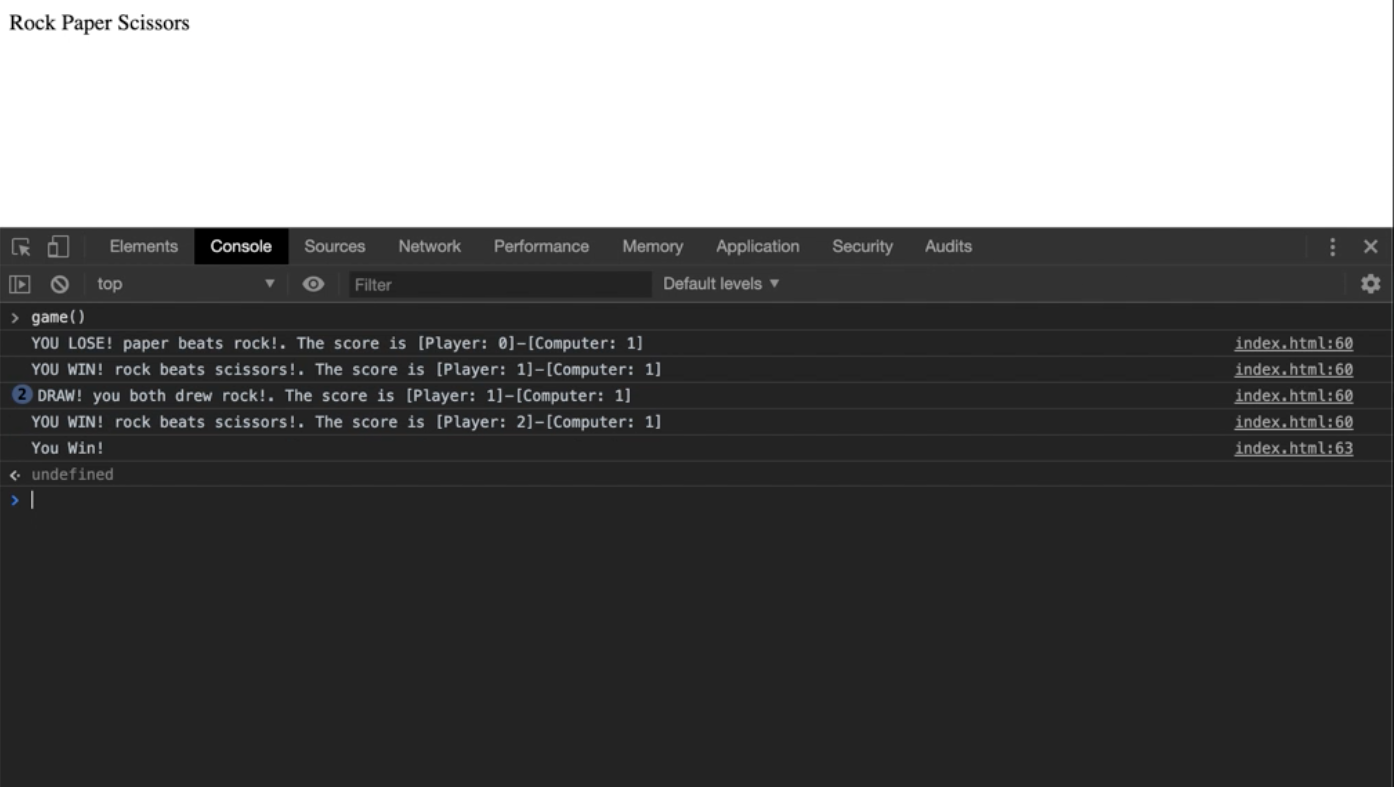 Rock Paper Scissors
Elements Console Sources Network Performance Memory Application Security Audits
top Filter Default levels
game()
YOU LOSE! paper beats rock!. The score is [Player: 0]-[Computer: 1] index.html:60
YOU WIN! rock beats scissors!. The score is [Player: 1]-[Computer: 1] index.html:60
2 DRAW! you both drew rock!. The score is [Player: 1]-[Computer: 1] index.html:60
YOU WIN! rock beats scissors!. The score is [Player: 2]-[Computer: 1] index.html:60
You Win! index.html:63
undefined